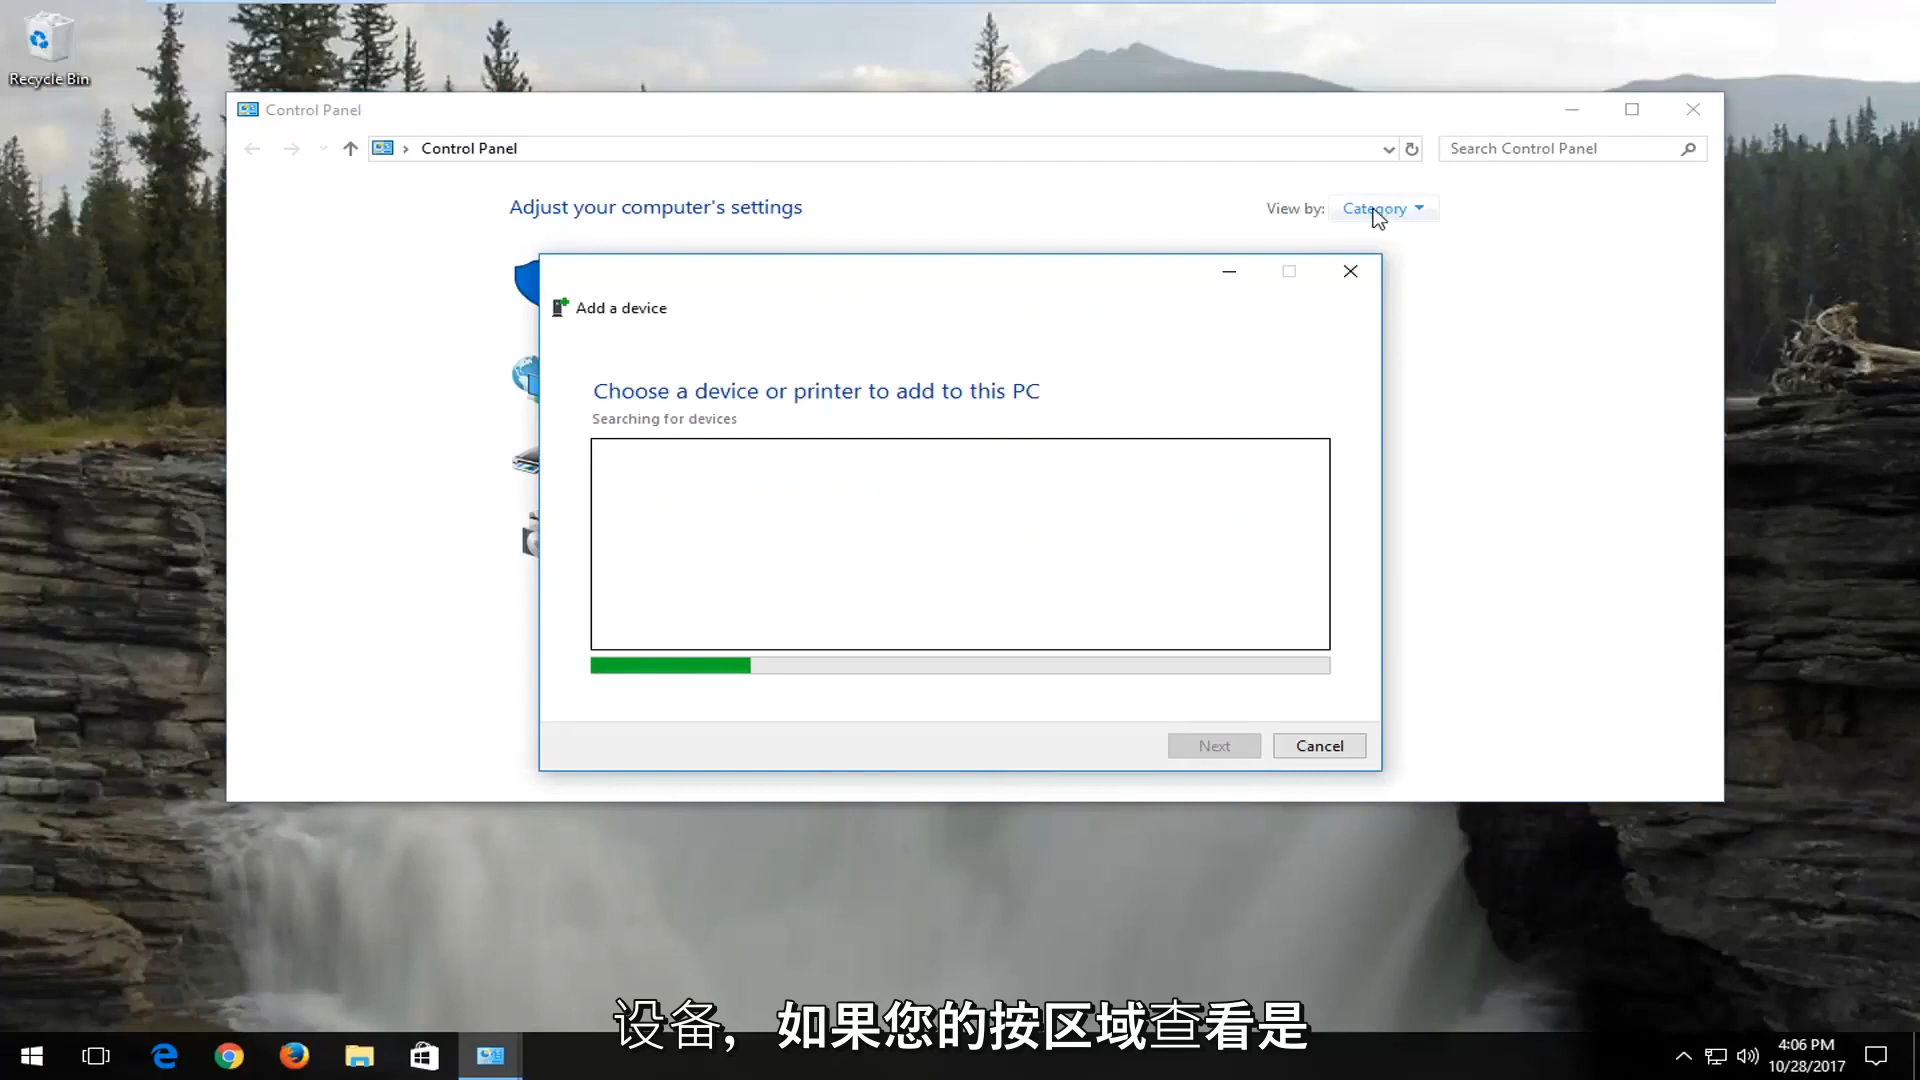 Recycle Bin
Control Panel
Control Panel
Search Control Panel
Adjust your computer's settings
View by: Category
Add a device
Choose a device or printer to add to this PC
Searching for devices
Next
Cancel
设备，如果您的按区域查看是
4:06 PM
10/28/2017